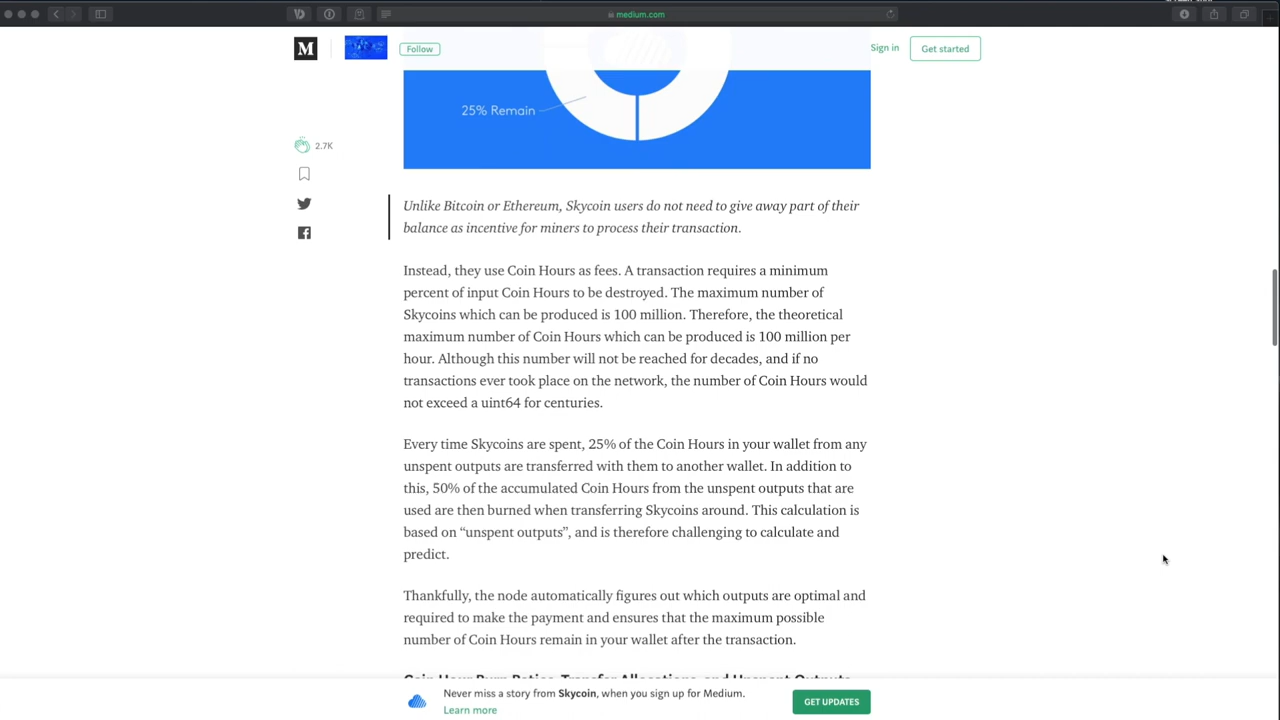 medium.com
M
Follow
Sign in
Get started
25% Remain
2.7K
Unlike Bitcoin or Ethereum, Skycoin users do not need to give away part of their
balance as incentive for miners to process their transaction.
Instead, they use Coin Hours as fees. A transaction requires a minimum
percent of input Coin Hours to be destroyed. The maximum number of
Skycoins which can be produced is 100 million. Therefore, the theoretical
maximum number of Coin Hours which can be produced is 100 million per
hour. Although this number will not be reached for decades, and if no
transactions ever took place on the network, the number of Coin Hours would
not exceed a uint64 for centuries.
Every time Skycoins are spent, 25% of the Coin Hours in your wallet from any
unspent outputs are transferred with them to another wallet. In addition to
this, 50% of the accumulated Coin Hours from the unspent outputs that are
used are then burned when transferring Skycoins around. This calculation is
based on “unspent outputs”, and is therefore challenging to calculate and
predict.
Thankfully, the node automatically figures out which outputs are optimal and
required to make the payment and ensures that the maximum possible
number of Coin Hours remain in your wallet after the transaction.
Coin Hour Burn Ratios, Transfer Allocations, and Unspent Outputs
Never miss a story from Skycoin, when you sign up for Medium.
Learn more
GET UPDATES